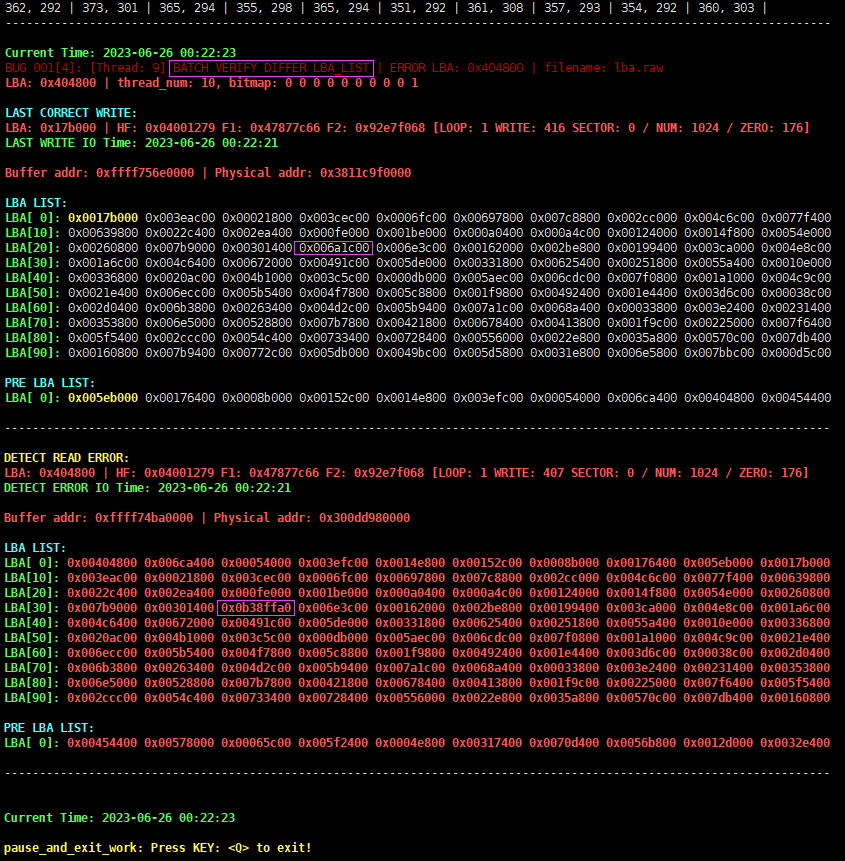 362, 292 | 373, 301 | 365, 294 | 355, 298 | 365, 294 | 351, 292 | 361, 308 | 357, 293 | 354, 292 | 360, 303 |
----------------------------------------------------------------------------------------------------------------------
Current Time: 2023-06-26 00:22:23
BUG 001[4]: [Thread: 9] BATCH VERIFY DIFFER LBA_LIST | ERROR LBA: 0x404800 | filename: lba.raw
LBA: 0x404800 | thread_num: 10, bitmap: 0 0 0 0 0 0 0 0 0 1
LAST CORRECT WRITE:
LBA: 0x17b000 | HF: 0x04001279 F1: 0x47877c66 F2: 0x92e7f068 [LOOP: 1 WRITE: 416 SECTOR: 0 / NUM: 1024 / ZERO: 176]
LAST WRITE IO Time: 2023-06-26 00:22:21
Buffer addr: 0xffff756e0000 | Physical addr: 0x3811c9f0000
LBA LIST:
LBA[ 0]: 0x0017b000 0x003eac00 0x00021800 0x003cec00 0x0006fc00 0x00697800 0x007c8800 0x002cc000 0x004c6c00 0x0077f400
LBA[10]: 0x00639800 0x0022c400 0x002ea400 0x000fe000 0x001be000 0x000a0400 0x000a4c00 0x00124000 0x0014f800 0x0054e000
LBA[20]: 0x00260800 0x007b9000 0x00301400 0x006a1c00 0x006e3c00 0x00162000 0x002be800 0x00199400 0x003ca000 0x004e8c00
LBA[30]: 0x001a6c00 0x004c6400 0x00672000 0x00491c00 0x005de000 0x00331800 0x00625400 0x00251800 0x0055a400 0x0010e000
LBA[40]: 0x00336800 0x0020ac00 0x004b1000 0x003c5c00 0x000db000 0x005aec00 0x006cdc00 0x007f0800 0x001a1000 0x004c9c00
LBA[50]: 0x0021e400 0x006ecc00 0x005b5400 0x004f7800 0x005c8800 0x001f9800 0x00492400 0x001e4400 0x003d6c00 0x00038c00
LBA[60]: 0x002d0400 0x006b3800 0x00263400 0x004d2c00 0x005b9400 0x007a1c00 0x0068a400 0x00033800 0x003e2400 0x00231400
LBA[70]: 0x00353800 0x006e5000 0x00528800 0x007b7800 0x00421800 0x00678400 0x00413800 0x001f9c00 0x00225000 0x007f6400
LBA[80]: 0x005f5400 0x002ccc00 0x0054c400 0x00733400 0x00728400 0x00556000 0x0022e800 0x0035a800 0x00570c00 0x007db400
LBA[90]: 0x00160800 0x007b9400 0x00772c00 0x005db000 0x0049bc00 0x005d5800 0x0031e800 0x006e5800 0x007bbc00 0x000d5c00
PRE LBA LIST:
LBA[ 0]: 0x005eb000 0x00176400 0x0008b000 0x00152c00 0x0014e800 0x003efc00 0x00054000 0x006ca400 0x00404800 0x00454400
----------------------------------------------------------------------------------------------------------------------
DETECT READ ERROR:
LBA: 0x404800 | HF: 0x04001279 F1: 0x47877c66 F2: 0x92e7f068 [LOOP: 1 WRITE: 407 SECTOR: 0 / NUM: 1024 / ZERO: 176]
DETECT ERROR IO Time: 2023-06-26 00:22:21
Buffer addr: 0xffff74ba0000 | Physical addr: 0x300dd980000
LBA LIST:
LBA[ 0]: 0x00404800 0x006ca400 0x00054000 0x003efc00 0x0014e800 0x00152c00 0x0008b000 0x00176400 0x005eb000 0x0017b000
LBA[10]: 0x003eac00 0x00021800 0x003cec00 0x0006fc00 0x00697800 0x007c8800 0x002cc000 0x004c6c00 0x0077f400 0x00639800
LBA[20]: 0x0022c400 0x002ea400 0x000fe000 0x001be000 0x000a0400 0x000a4c00 0x00124000 0x0014f800 0x0054e000 0x00260800
LBA[30]: 0x007b9000 0x00301400 0x0b38ffa0 0x006e3c00 0x00162000 0x002be800 0x00199400 0x003ca000 0x004e8c00 0x001a6c00
LBA[40]: 0x004c6400 0x00672000 0x00491c00 0x005de000 0x00331800 0x00625400 0x00251800 0x0055a400 0x0010e000 0x00336800
LBA[50]: 0x0020ac00 0x004b1000 0x003c5c00 0x000db000 0x005aec00 0x006cdc00 0x007f0800 0x001a1000 0x004c9c00 0x0021e400
LBA[60]: 0x006ecc00 0x005b5400 0x004f7800 0x005c8800 0x001f9800 0x00492400 0x001e4400 0x003d6c00 0x00038c00 0x002d0400
LBA[70]: 0x006b3800 0x00263400 0x004d2c00 0x005b9400 0x007a1c00 0x0068a400 0x00033800 0x003e2400 0x00231400 0x00353800
LBA[80]: 0x006e5000 0x00528800 0x007b7800 0x00421800 0x00678400 0x00413800 0x001f9c00 0x00225000 0x007f6400 0x005f5400
LBA[90]: 0x002ccc00 0x0054c400 0x00733400 0x00728400 0x00556000 0x0022e800 0x0035a800 0x00570c00 0x007db400 0x00160800
PRE LBA LIST:
LBA[ 0]: 0x00454400 0x00578000 0x00065c00 0x005f2400 0x0004e800 0x00317400 0x0070d400 0x0056b800 0x0012d000 0x0032e400
----------------------------------------------------------------------------------------------------------------------
Current Time: 2023-06-26 00:22:23
pause_and_exit_work: Press KEY: <Q> to exit!